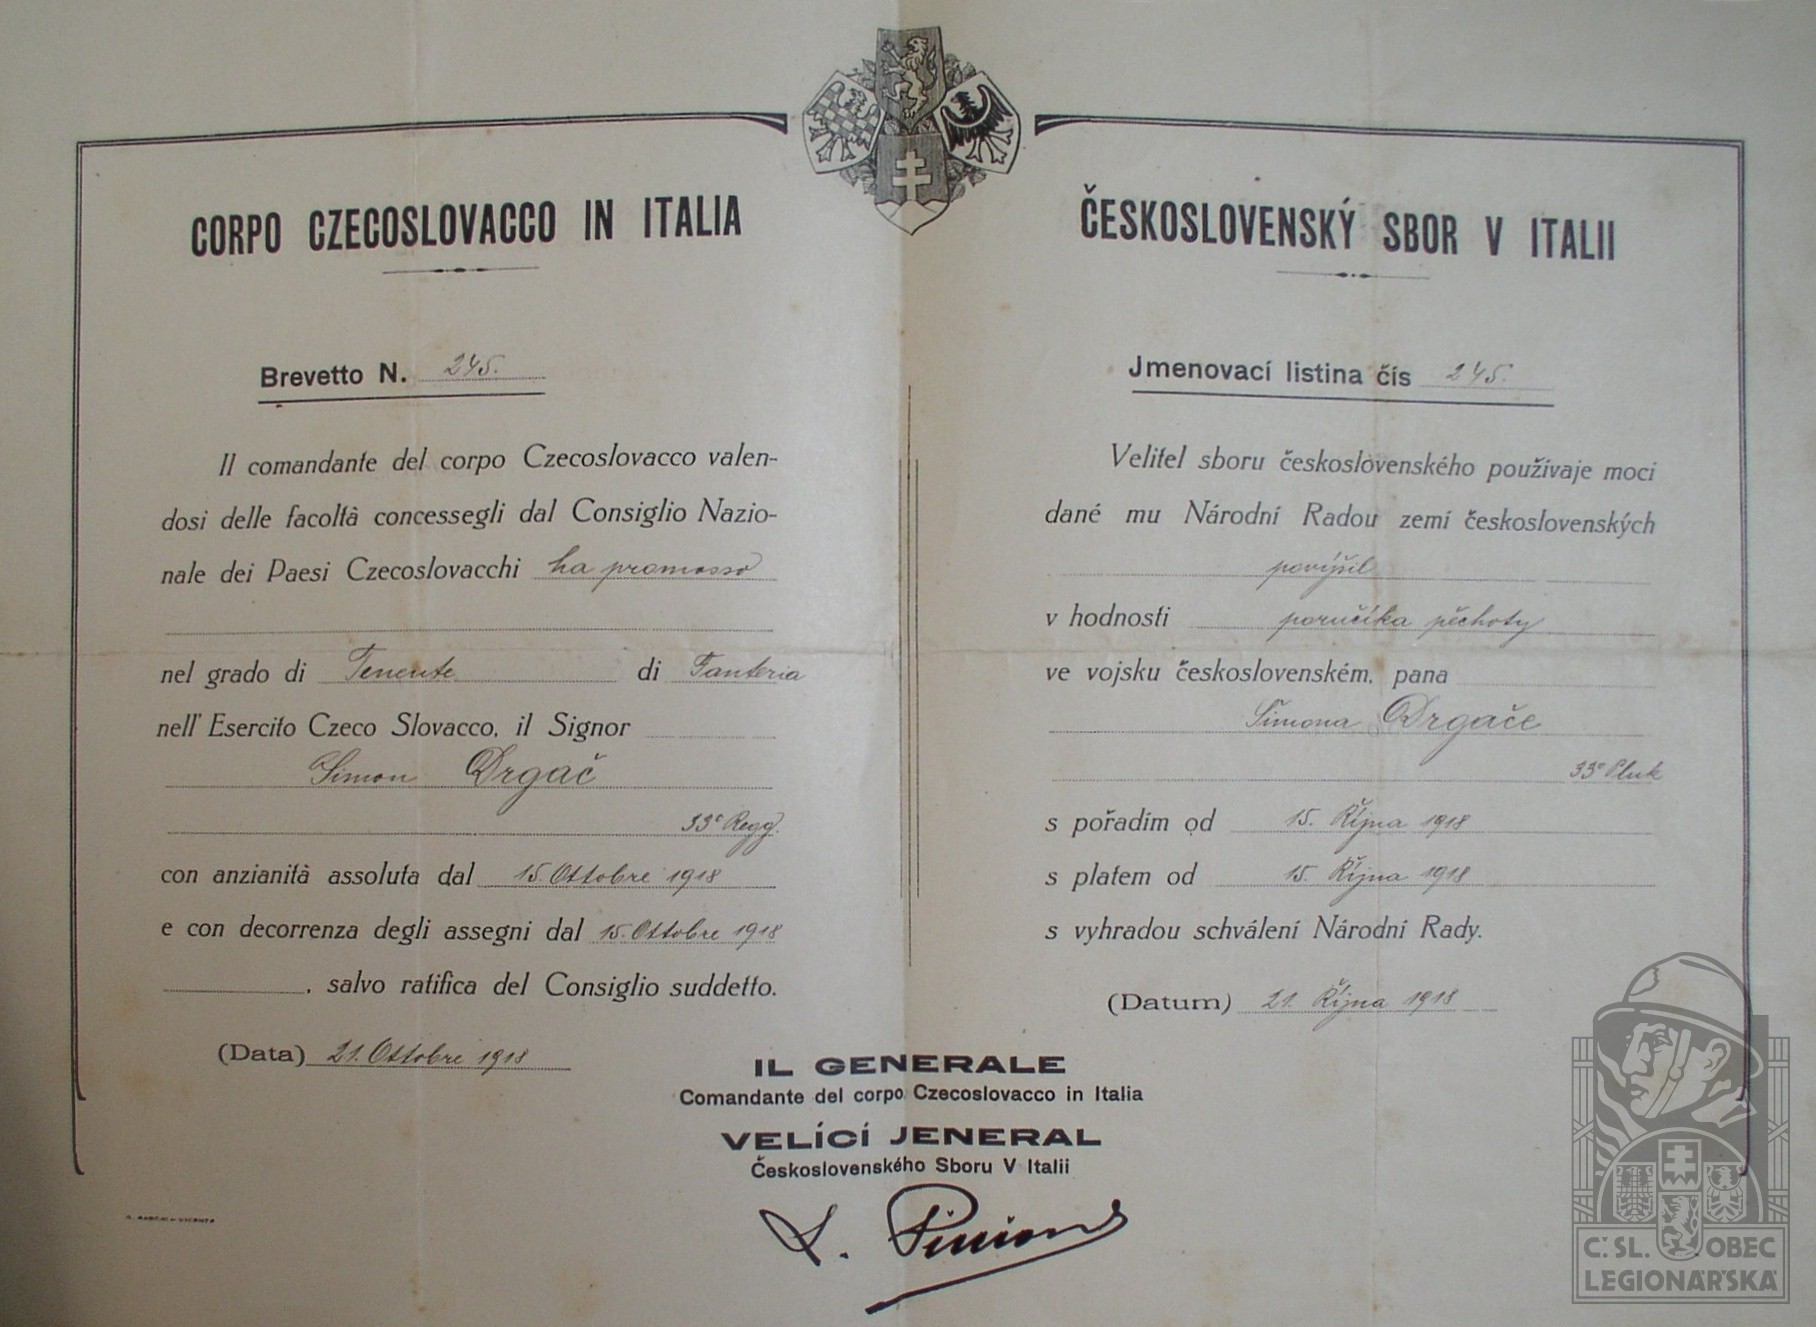 CORPO CZECOSLOVACCO IN ITALIA
Brevetto N. 245.
Il comandante del corpo Czecoslovacco valen-
dosi delle facoltà concessegli dal Consiglio Nazio-
nale dei Paesi Czecoslovacchi ha promosso
nel grado di Tenente di Fanteria
nell' Esercito Czeco Slovacco, il Signor
Simon Drgač
33º Regg.
con anzianità assoluta dal 15 Ottobre 1918
e con decorrenza degli assegni dal 15. Ottobre 1918
, salvo ratifica del Consiglio suddetto.
(Data) 21. Ottobre 1918
ČESKOSLOVENSKÝ SBOR V ITALII
Jmenovací listina čís 245.
Velitel sboru československého používaje moci
dané mu Národní Radou zemí československých
povýšil
v hodnosti poručíka pěchoty
ve vojsku československém, pana
Šimona Drgače
33º Pluk
s pořadím od 15. Října 1918
s platem od 15. Října 1918
s vyhradou schválení Národní Rady.
(Datum) 21. Října 1918
IL GENERALE
Comandante del corpo Czecoslovacco in Italia
VELÍCÍ JENERAL
Československého Sboru V Italii
Č.SL. OBEC
LEGIONÁŘSKÁ